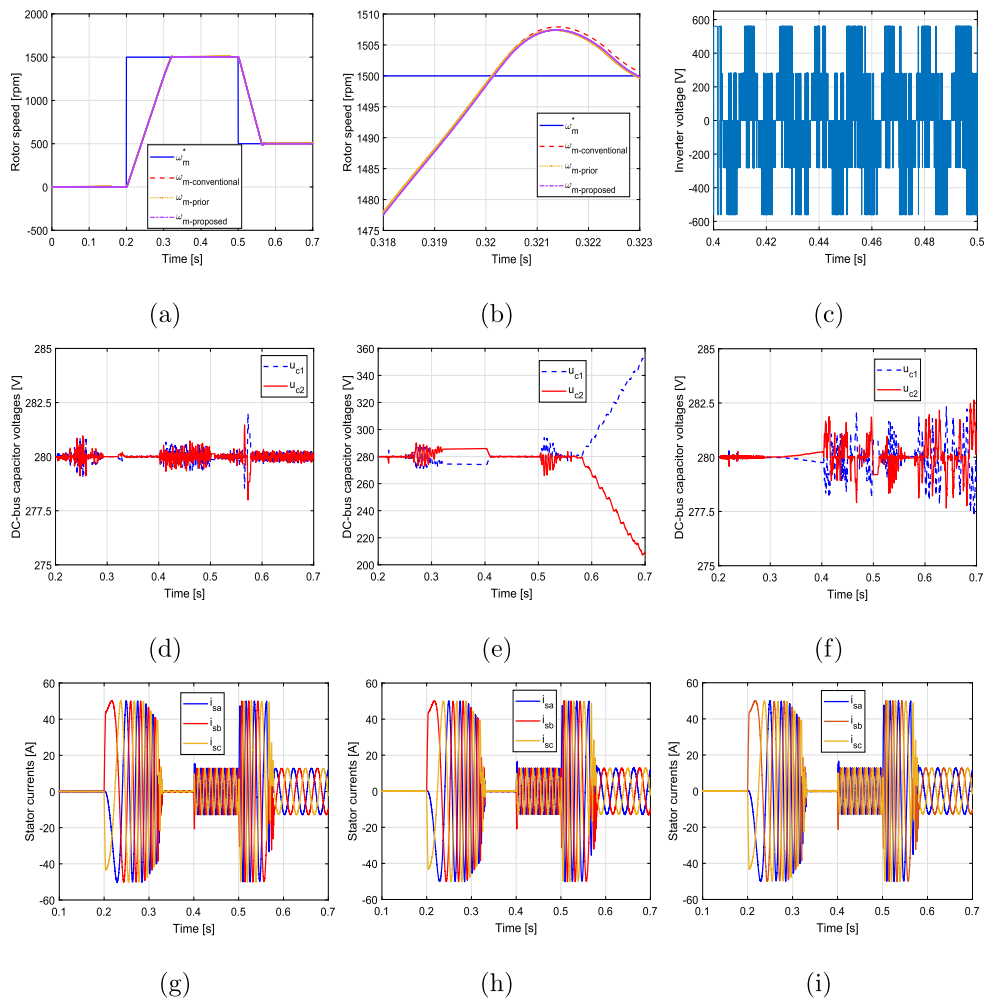 2000
1500
1000
500
0
-500
Rotor speed [rpm]
ω*m
ωm-conventional
ωm-prior
ωm-proposed
0 0.1 0.2 0.3 0.4 0.5 0.6 0.7
Time [s]
(a)
1510
1505
1500
1495
1490
1485
1480
1475
Rotor speed [rpm]
ω*m
ωm-conventional
ωm-prior
ωm-proposed
0.318 0.319 0.32 0.321 0.322 0.323
Time [s]
(b)
600
400
200
0
-200
-400
-600
Inverter voltage [V]
0.4 0.42 0.44 0.46 0.48 0.5
Time [s]
(c)
285
282.5
280
277.5
275
DC-bus capacitor voltages [V]
uc1
uc2
0.2 0.3 0.4 0.5 0.6 0.7
Time [s]
(d)
360
340
320
300
280
260
240
220
200
DC-bus capacitor voltages [V]
uc1
uc2
0.2 0.3 0.4 0.5 0.6 0.7
Time [s]
(e)
285
282.5
280
277.5
275
DC-bus capacitor voltages [V]
uc1
uc2
0.2 0.3 0.4 0.5 0.6 0.7
Time [s]
(f)
60
40
20
0
-20
-40
-60
Stator currents [A]
isa
isb
isc
0.1 0.2 0.3 0.4 0.5 0.6 0.7
Time [s]
(g)
60
40
20
0
-20
-40
-60
Stator currents [A]
isa
isb
isc
0.1 0.2 0.3 0.4 0.5 0.6 0.7
Time [s]
(h)
60
40
20
0
-20
-40
-60
Stator currents [A]
isa
isb
isc
0.1 0.2 0.3 0.4 0.5 0.6 0.7
Time [s]
(i)